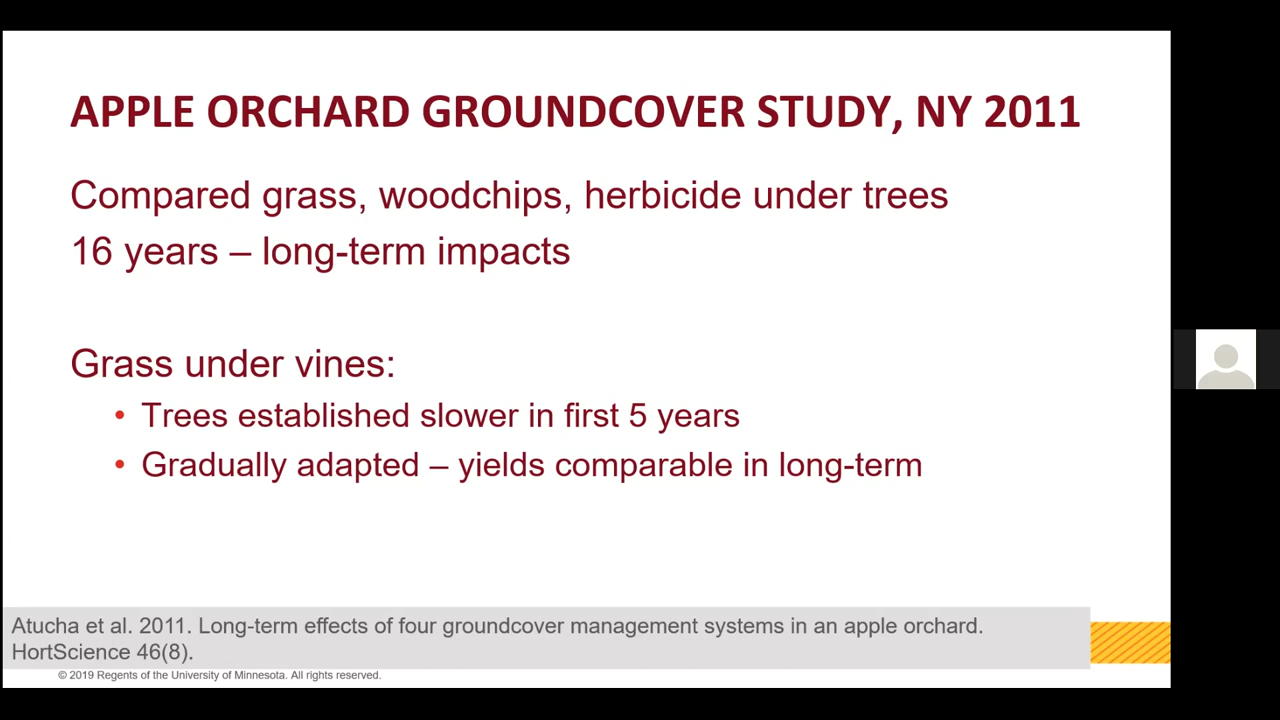 APPLE ORCHARD GROUNDCOVER STUDY, NY 2011
Compared grass, woodchips, herbicide under trees
16 years – long-term impacts
Grass under vines:
• Trees established slower in first 5 years
• Gradually adapted – yields comparable in long-term
Atucha et al. 2011. Long-term effects of four groundcover management systems in an apple orchard.
HortScience 46(8).
© 2019 Regents of the University of Minnesota. All rights reserved.